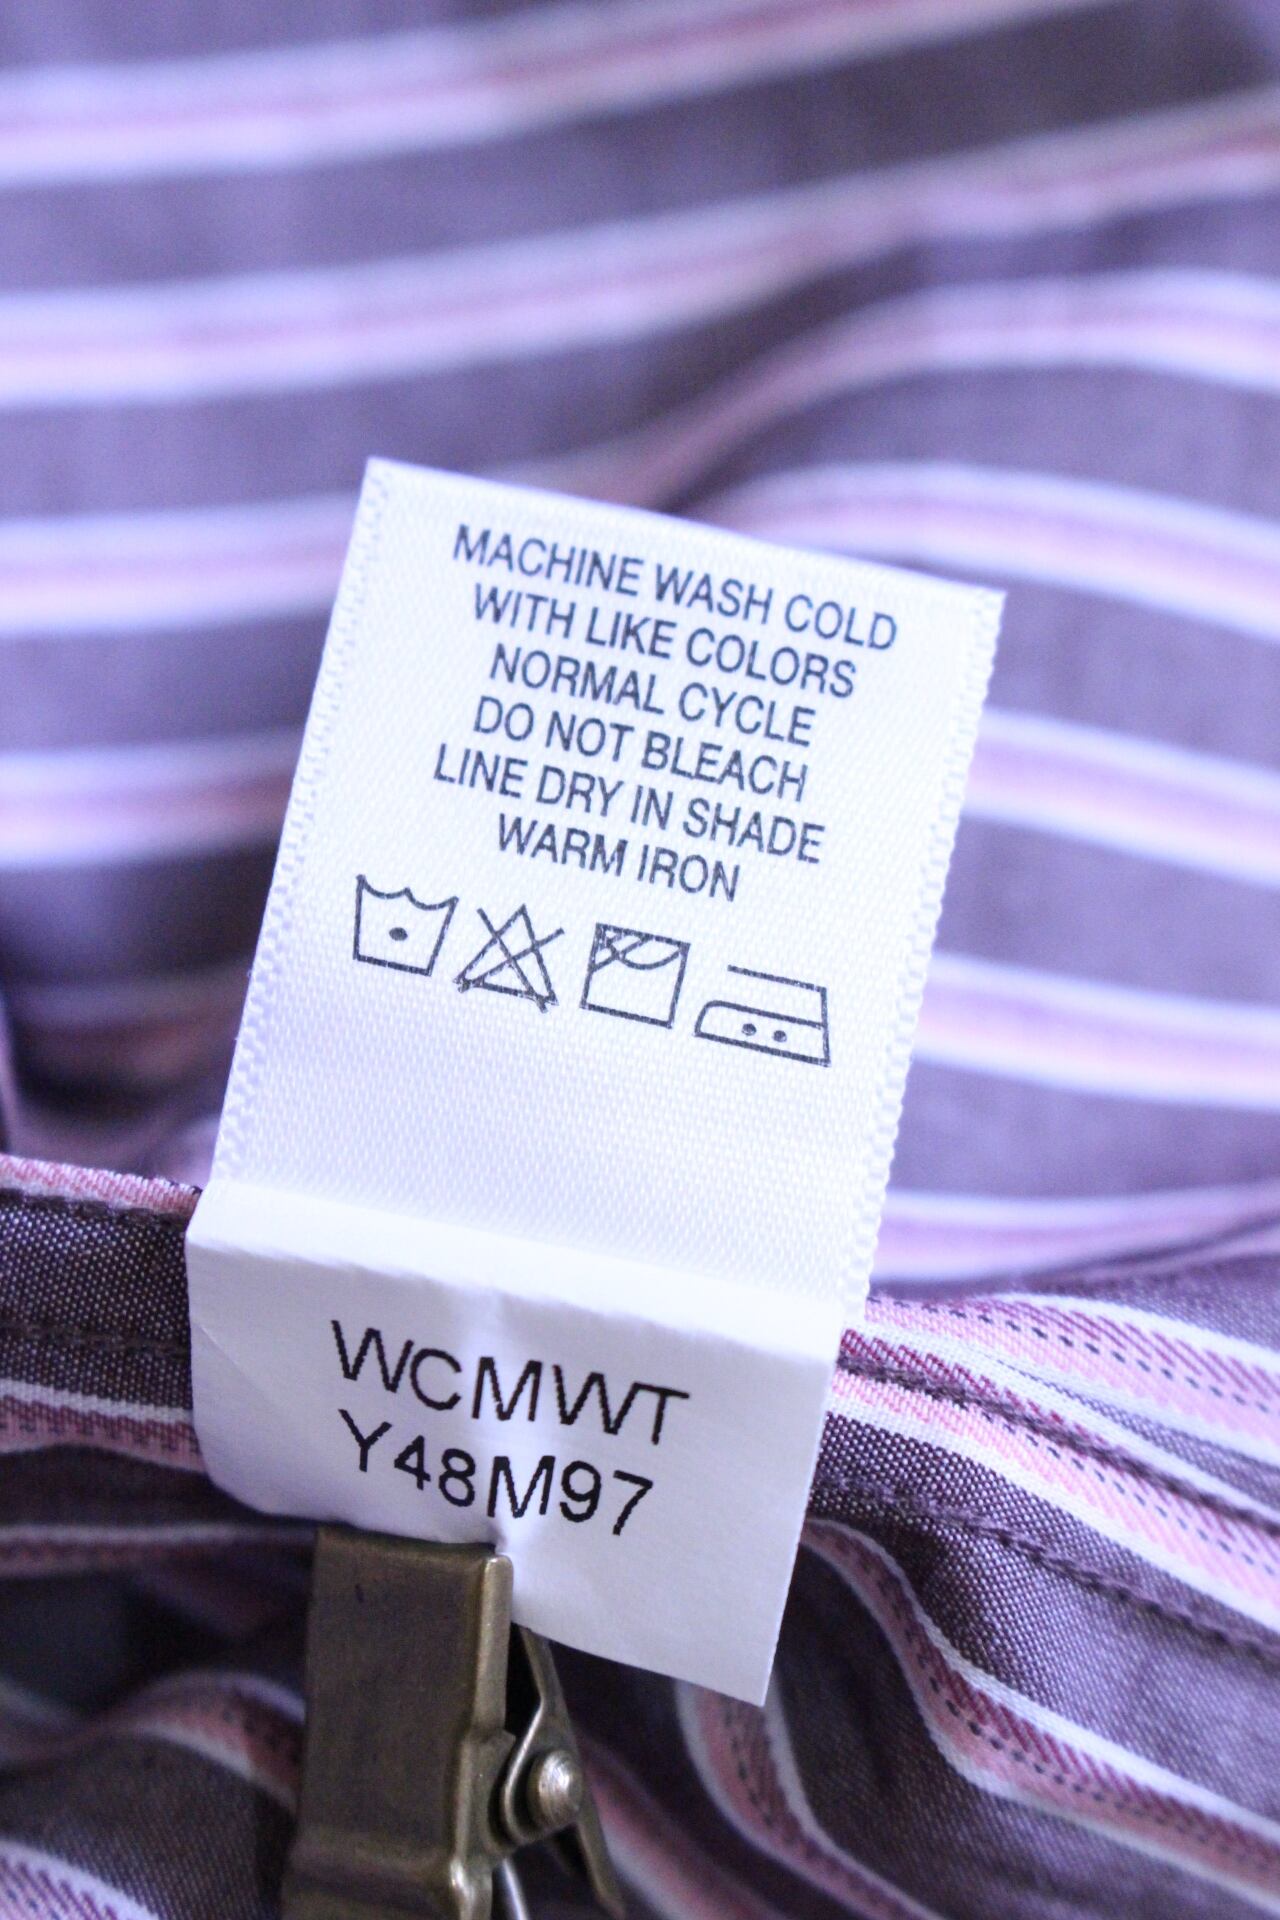 MACHINE WASH COLD
WITH LIKE COLORS
NORMAL CYCLE
DO NOT BLEACH
LINE DRY IN SHADE
WARM IRON
WCMWT
Y48M97